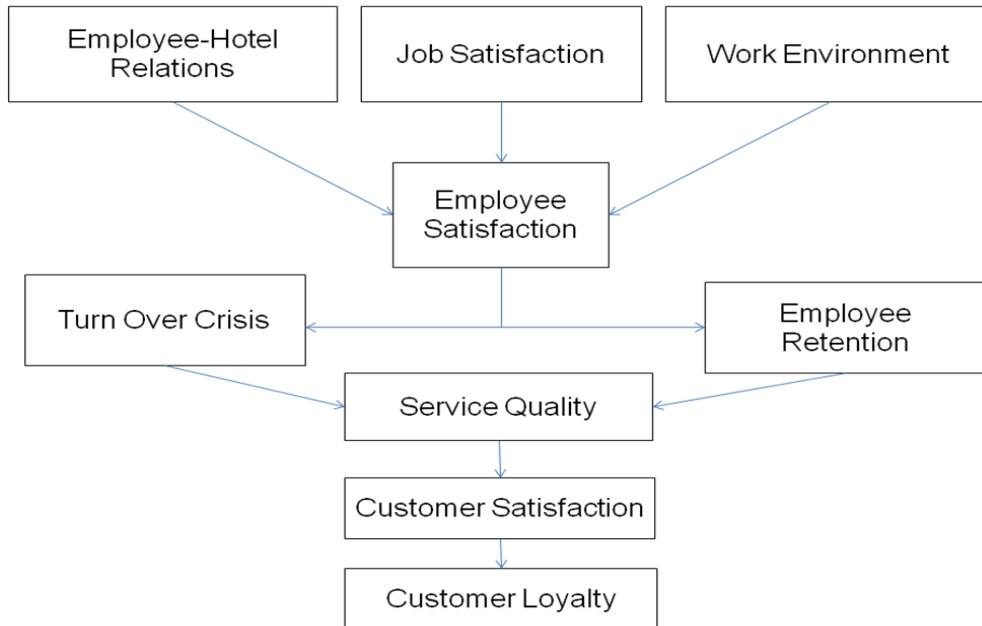 Employee-Hotel
Relations
Job Satisfaction
Work Environment
Employee
Satisfaction
Turn Over Crisis
Employee
Retention
Service Quality
Customer Satisfaction
Customer Loyalty